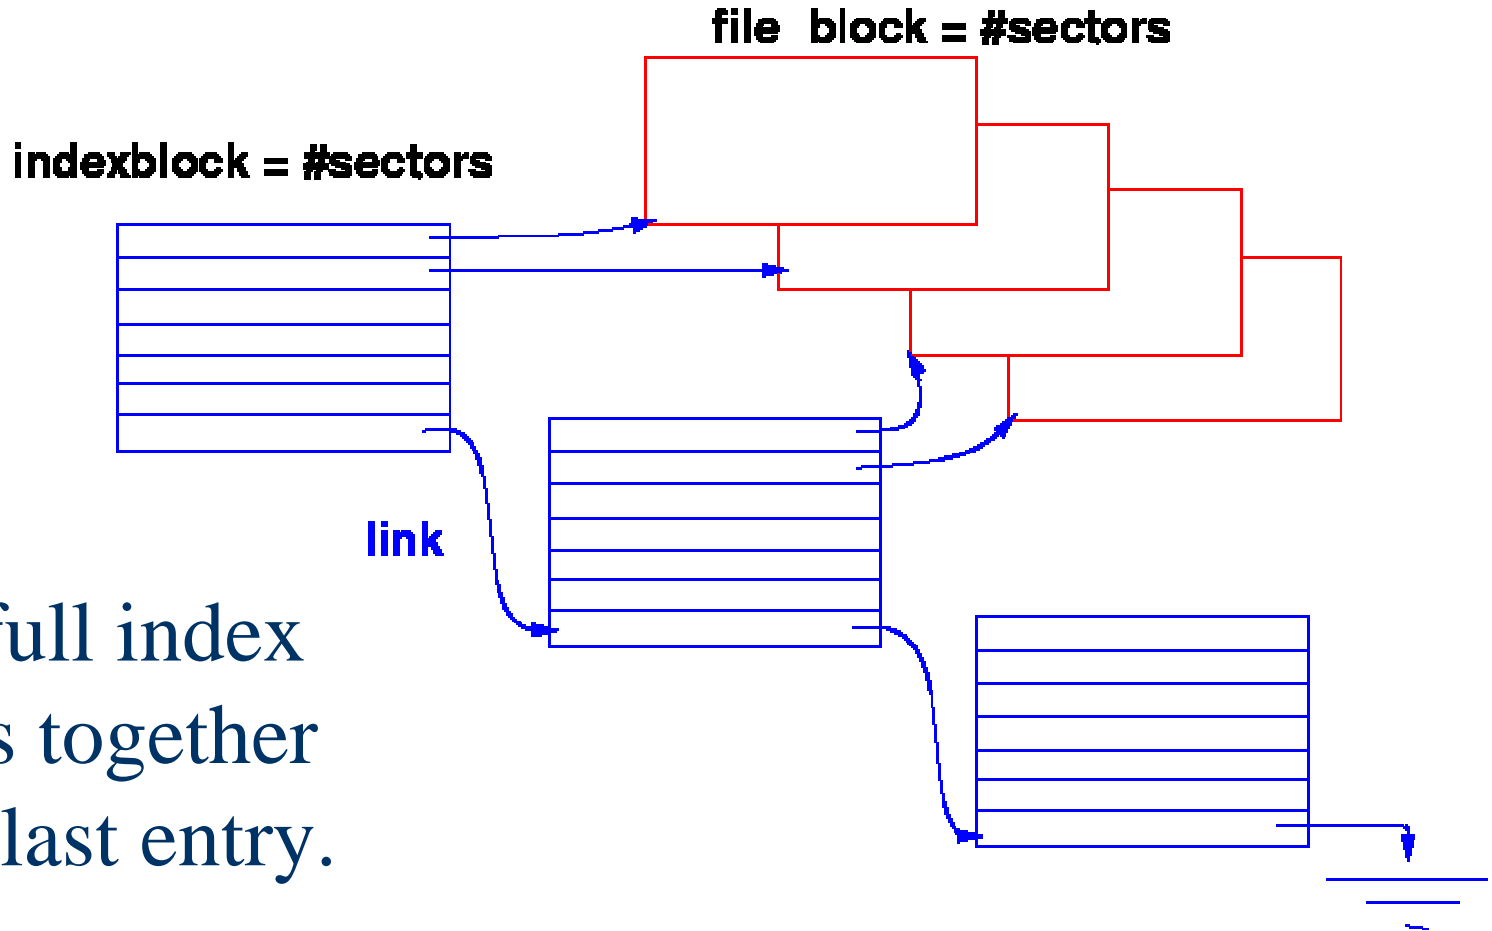 file block = #sectors
indexblock = #sectors
link
full index
s together
last entry.